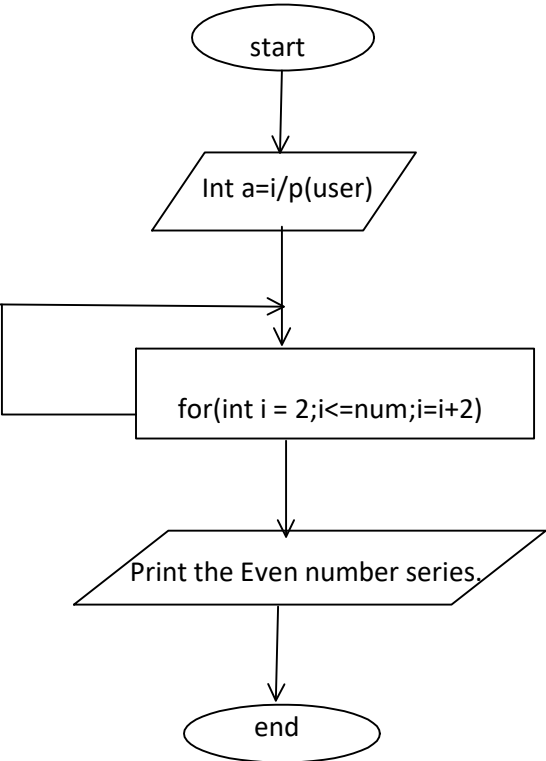 start
Int a=i/p(user)
for(int i = 2;i<=num;i=i+2)
Print the Even number series.
end